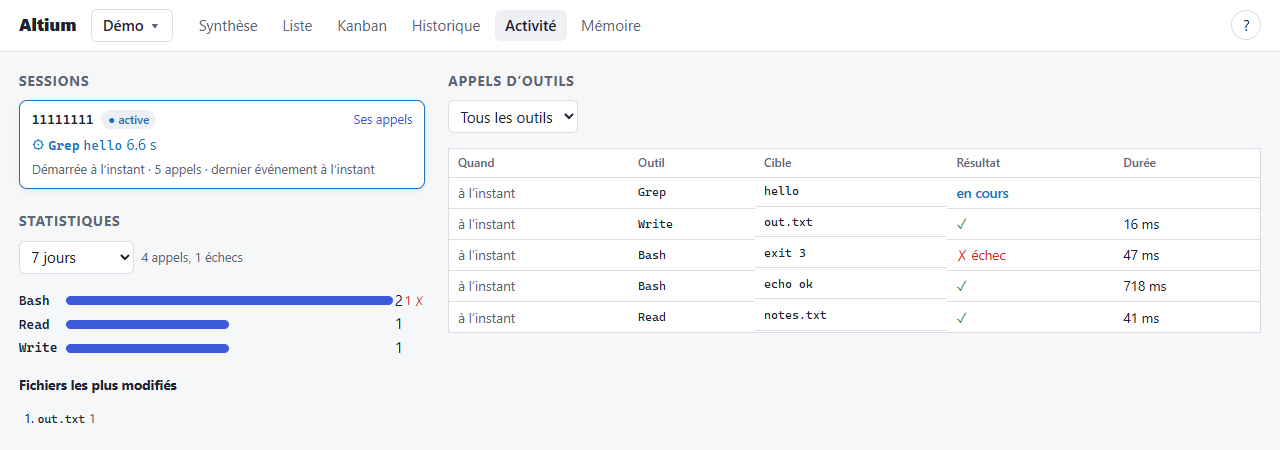 Altium Démo Synthèse Liste Kanban Historique Activité Mémoire ?
SESSIONS
11111111 active Ses appels
Grep hello 6.6 s
Démarrée à l'instant · 5 appels · dernier événement à l'instant
STATISTIQUES
7 jours 4 appels, 1 échecs
Bash 2 1 ✗
Read 1
Write 1
Fichiers les plus modifiés
1. out.txt 1
APPELS D'OUTILS
Tous les outils
Quand Outil Cible Résultat Durée
à l'instant Grep hello en cours
à l'instant Write out.txt ✓ 16 ms
à l'instant Bash exit 3 ✗ échec 47 ms
à l'instant Bash echo ok ✓ 718 ms
à l'instant Read notes.txt ✓ 41 ms